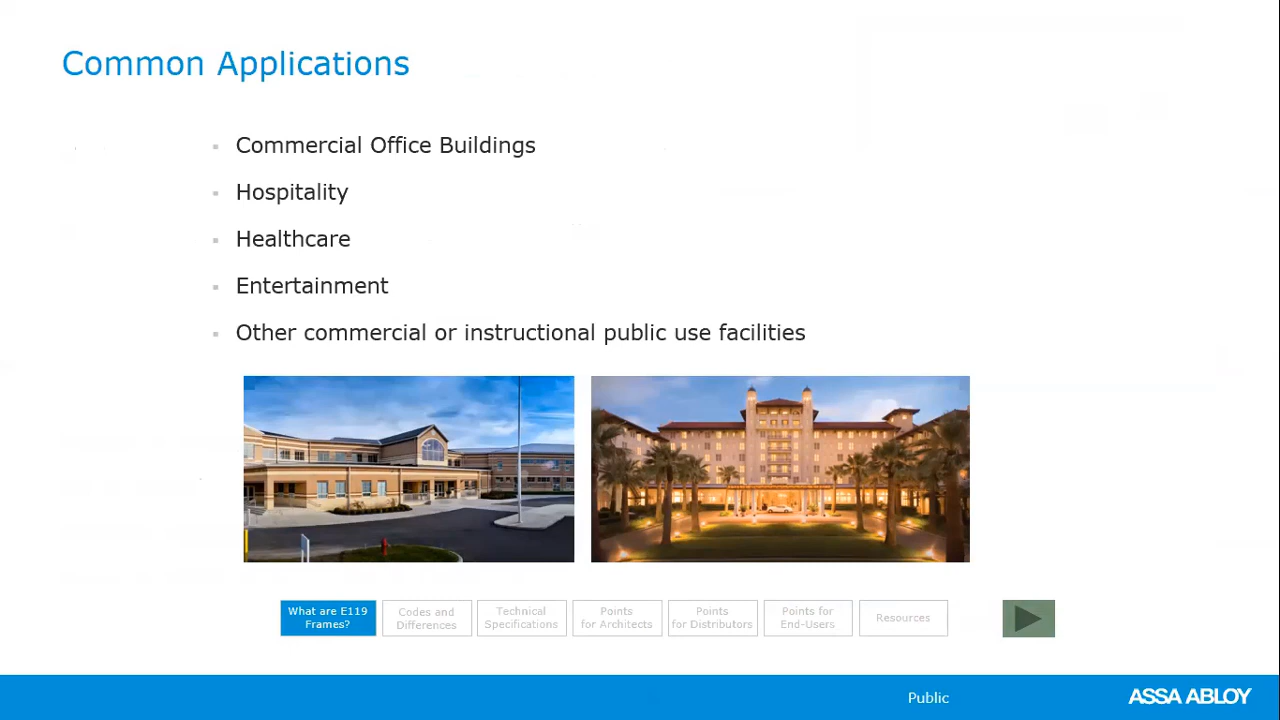 Common Applications
Commercial Office Buildings
Hospitality
Healthcare
Entertainment
Other commercial or instructional public use facilities
What are E119
Frames?
Codes and
Differences
Technical
Specifications
Points
for Architects
Points
for Distributors
Points for
End-Users
Resources
Public
ASSA ABLOY